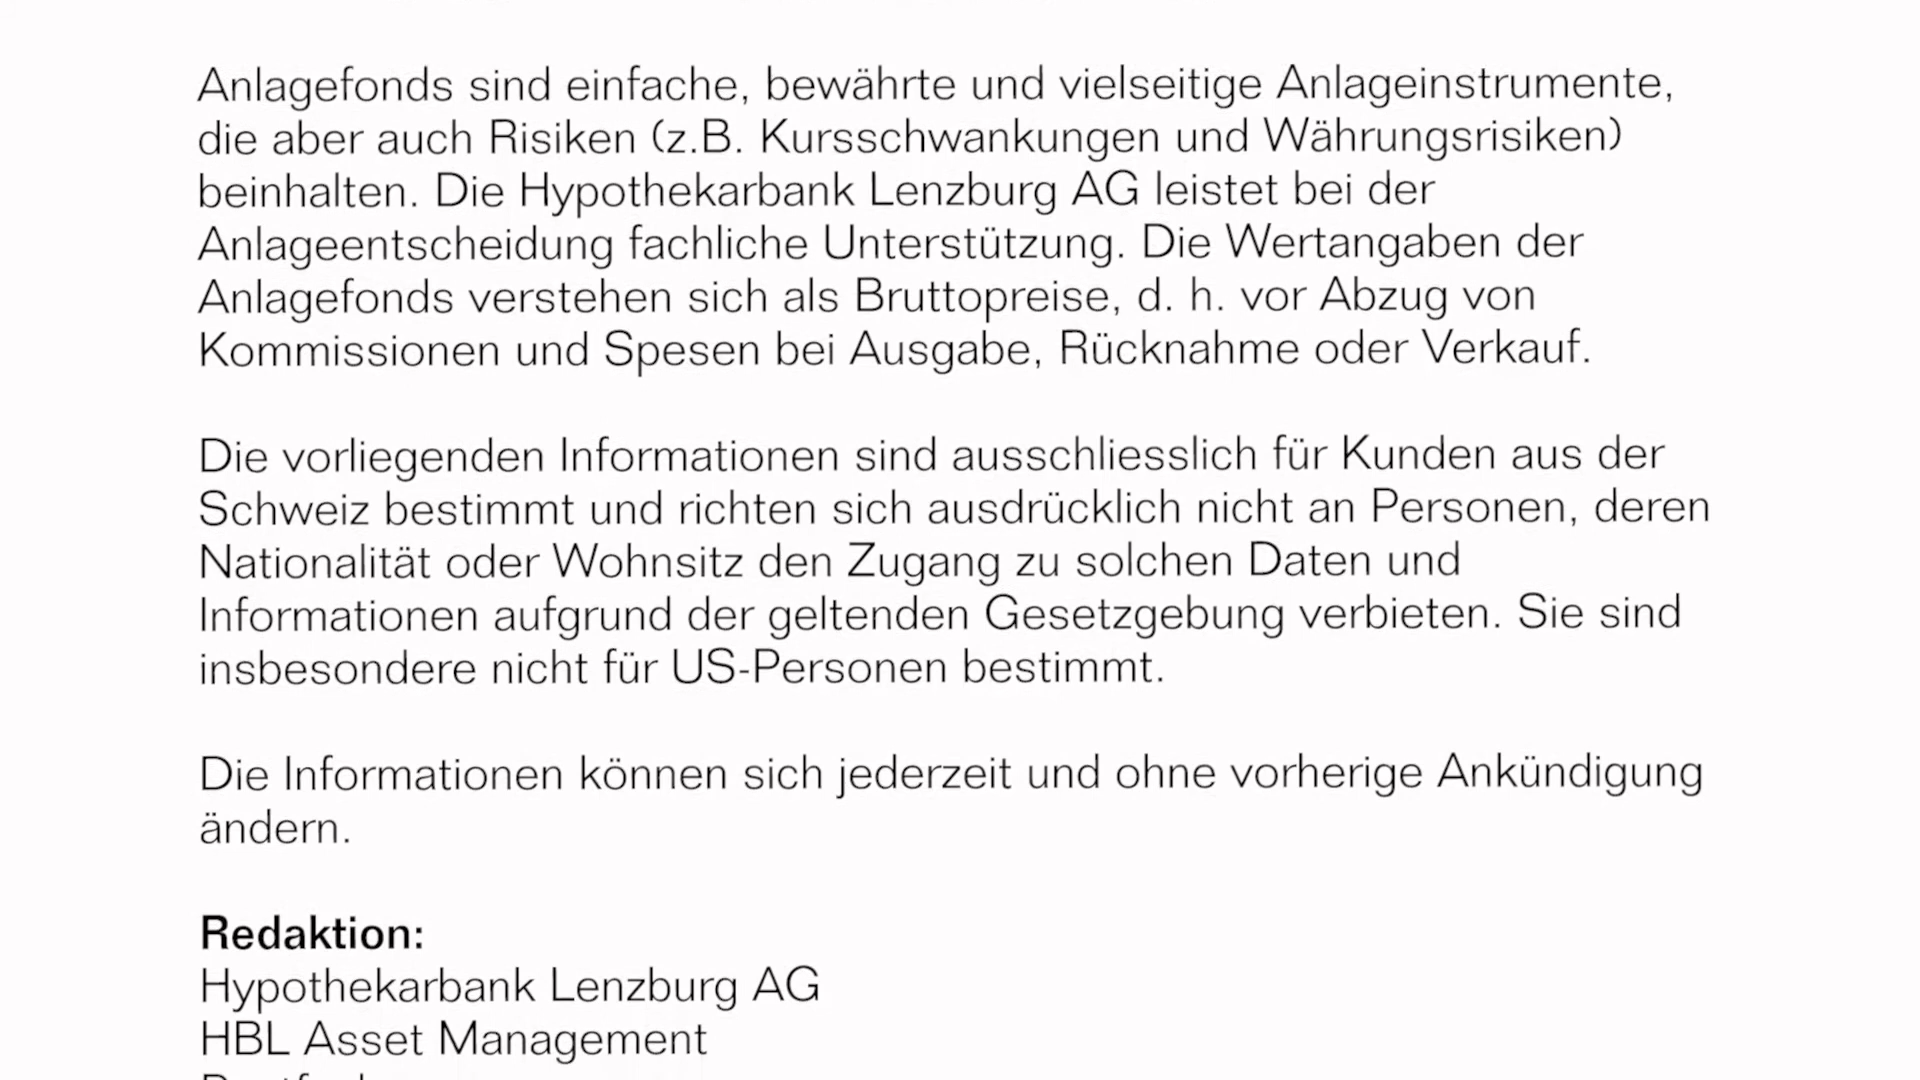 Anlagefonds sind einfache, bewährte und vielseitige Anlageinstrumente,
die aber auch Risiken (z.B. Kursschwankungen und Währungsrisiken)
beinhalten. Die Hypothekarbank Lenzburg AG leistet bei der
Anlageentscheidung fachliche Unterstützung. Die Wertangaben der
Anlagefonds verstehen sich als Bruttopreise, d. h. vor Abzug von
Kommissionen und Spesen bei Ausgabe, Rücknahme oder Verkauf.
Die vorliegenden Informationen sind ausschliesslich für Kunden aus der
Schweiz bestimmt und richten sich ausdrücklich nicht an Personen, deren
Nationalität oder Wohnsitz den Zugang zu solchen Daten und
Informationen aufgrund der geltenden Gesetzgebung verbieten. Sie sind
insbesondere nicht für US-Personen bestimmt.
Die Informationen können sich jederzeit und ohne vorherige Ankündigung
ändern.
Redaktion:
Hypothekarbank Lenzburg AG
HBL Asset Management